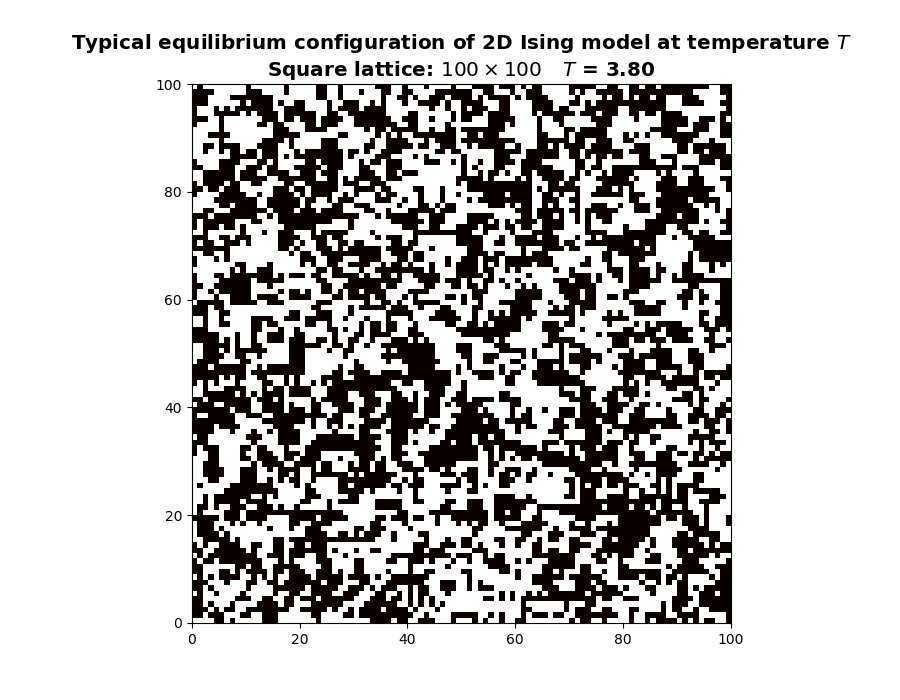 Typical equilibrium configuration of 2D Ising model at temperature T
Square lattice: 100 × 100 T = 3.80
100
80
60
40
20
0
0 20 40 60 80 100